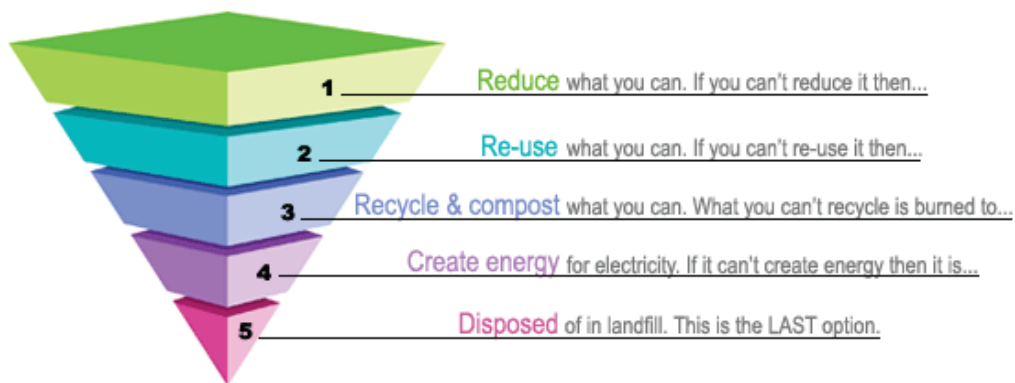 1 Reduce what you can. If you can't reduce it then...
2 Re-use what you can. If you can't re-use it then...
3 Recycle & compost what you can. What you can't recycle is burned to...
4 Create energy for electricity. If it can't create energy then it is...
5 Disposed of in landfill. This is the LAST option.